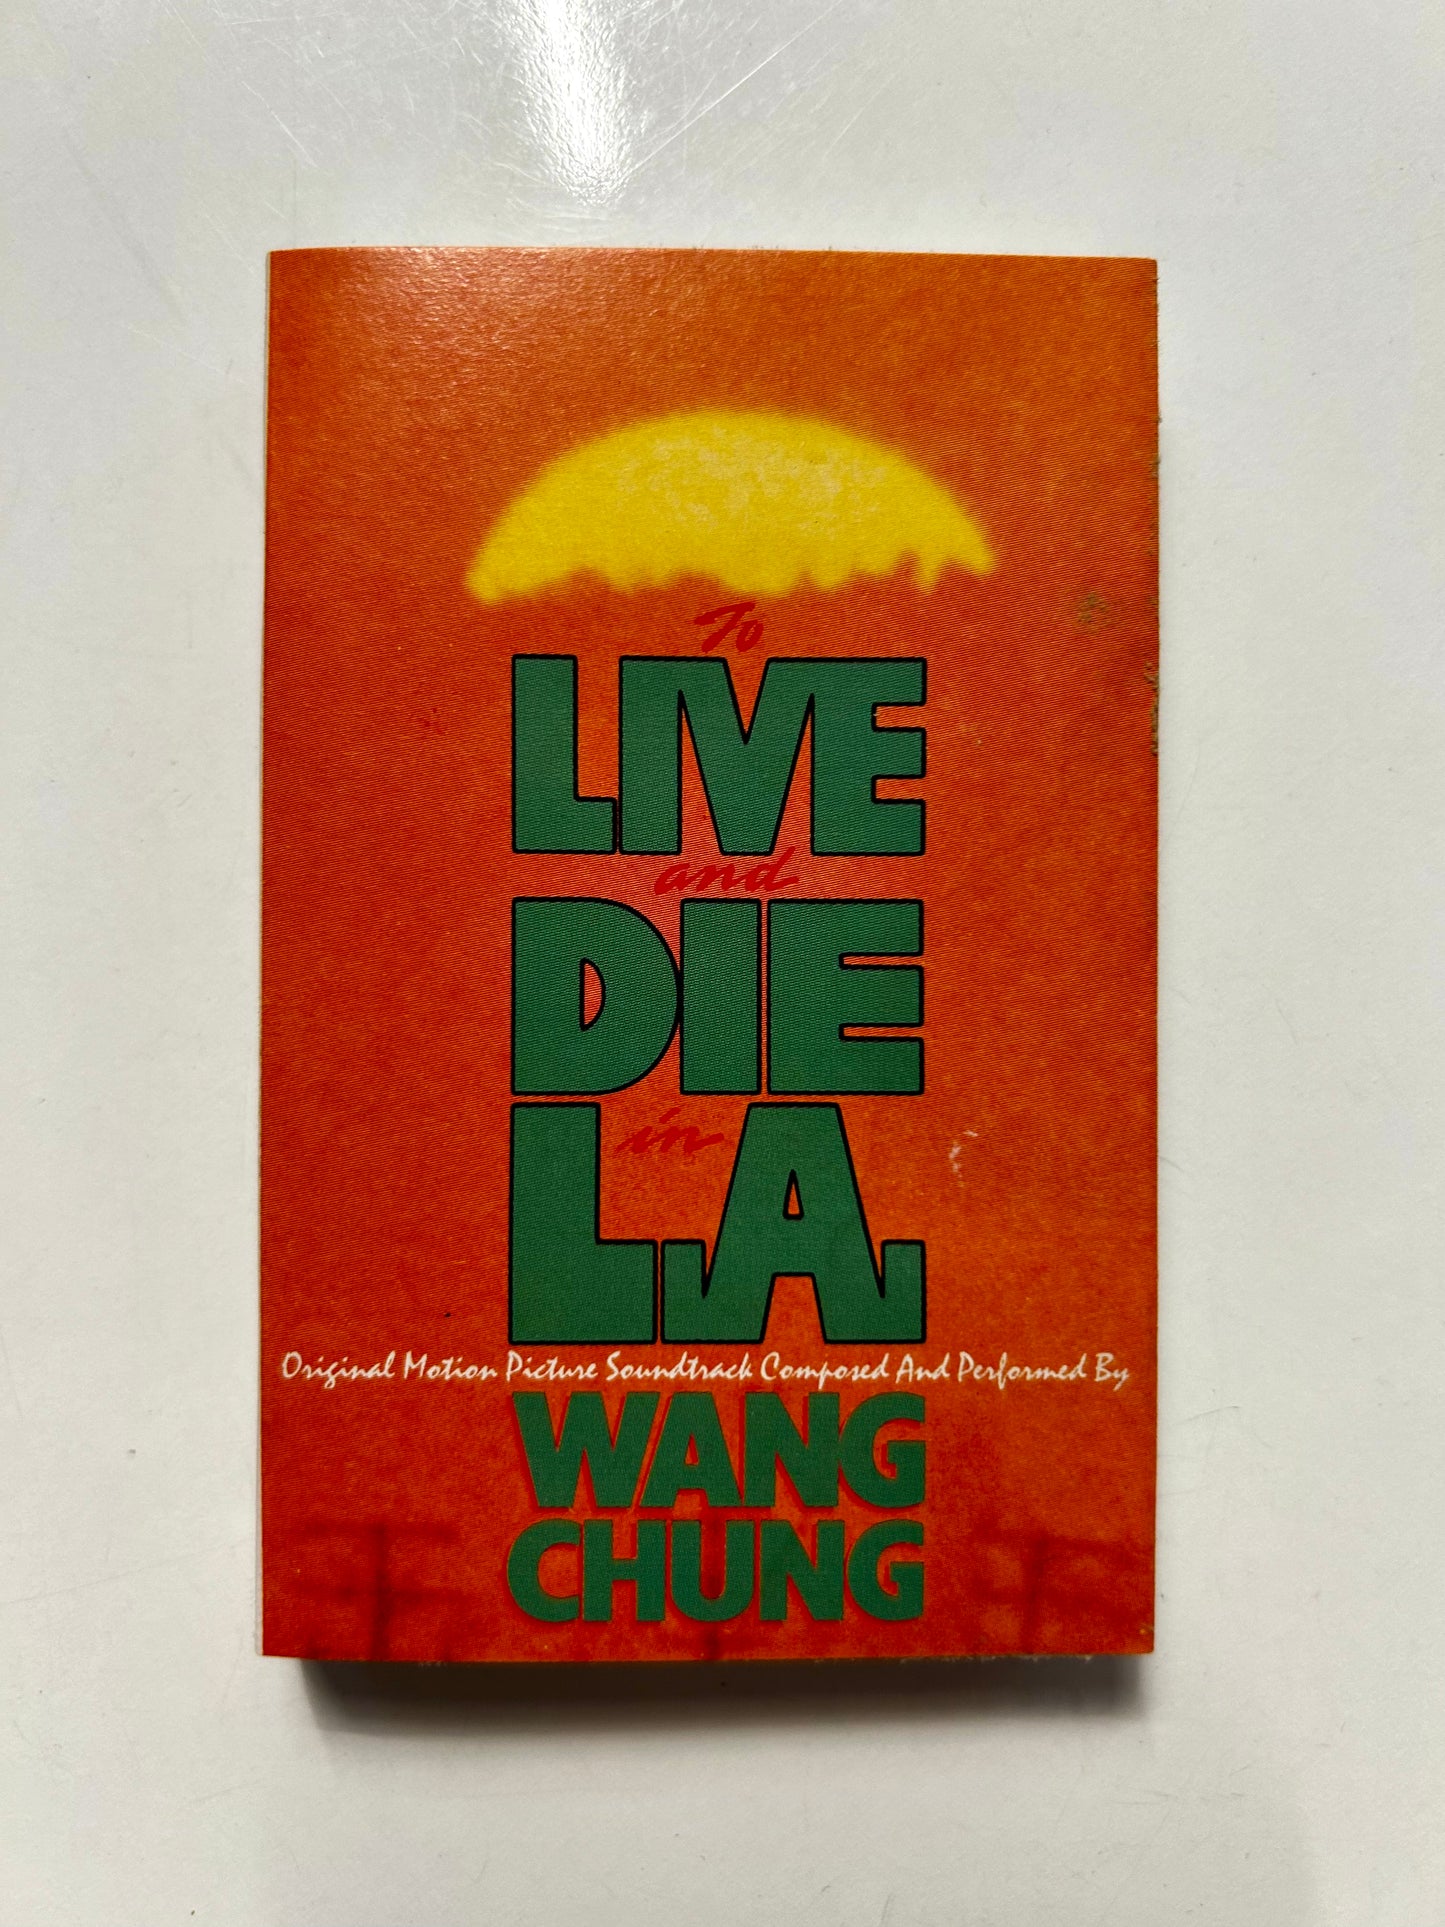 To
LIVE
and
DIE
in
L.A.
Original Motion Picture Soundtrack Composed And Performed By
WANG
CHUNG